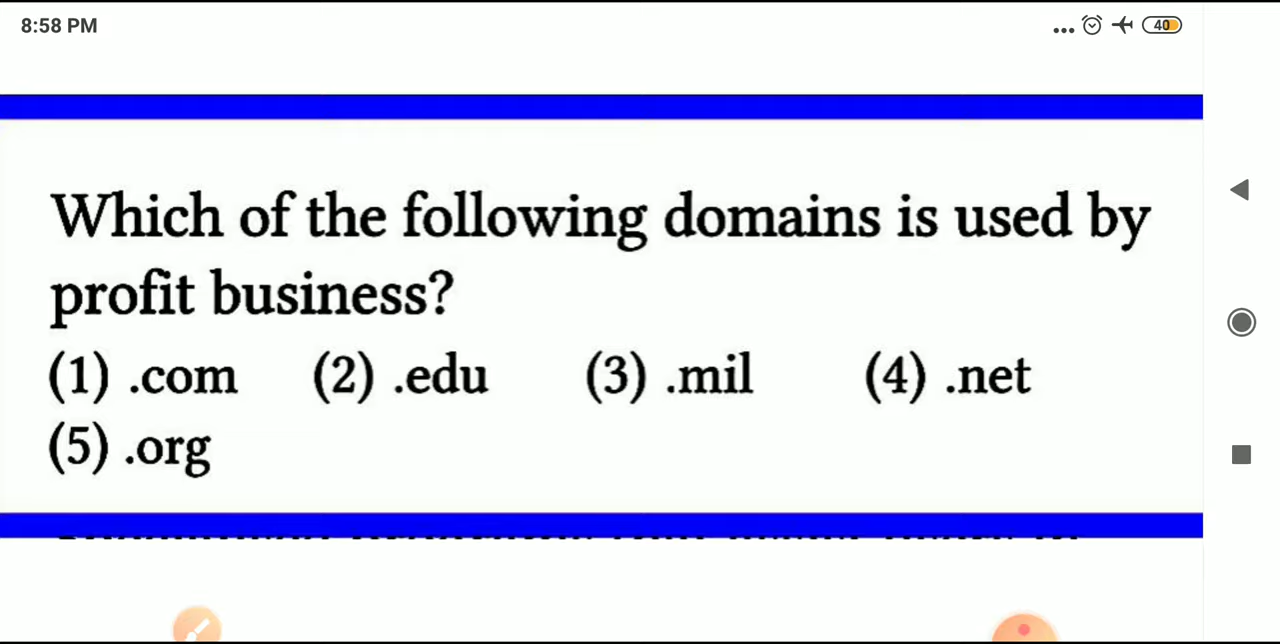 8:58 PM
... 40
Which of the following domains is used by
profit business?
(1) .com (2) .edu (3) .mil (4) .net
(5) .org